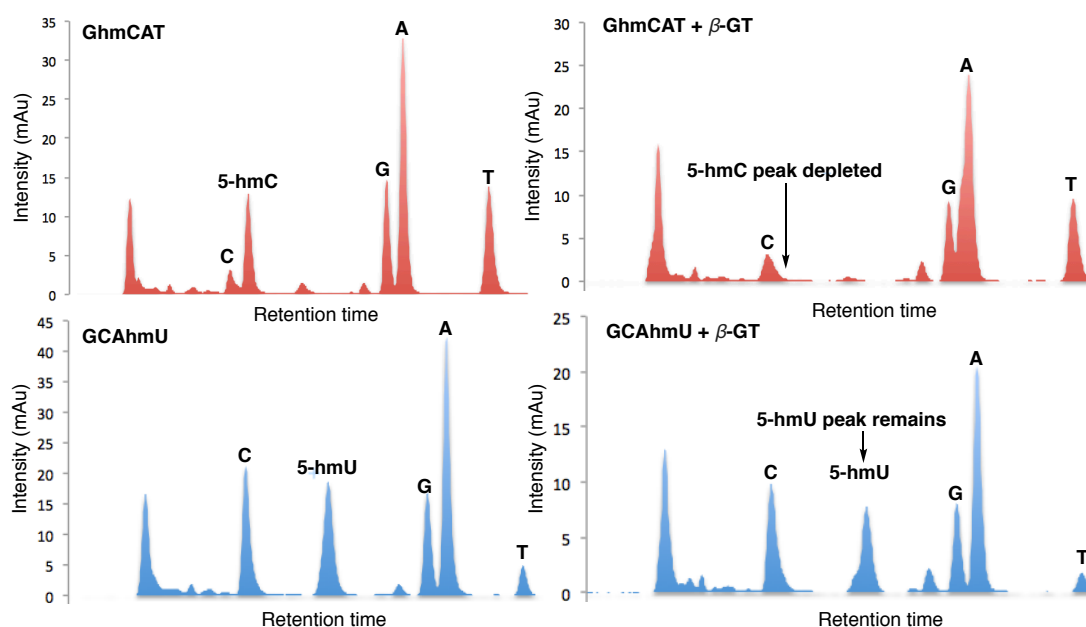 GhmCAT
Intensity (mAu)
35
30
25
20
15
10
5
0
C
5-hmC
G
A
T
Retention time
GhmCAT + β-GT
Intensity (mAu)
30
25
20
15
10
5
0
5-hmC peak depleted
C
G
A
T
Retention time
GCAhmU
Intensity (mAu)
45
40
35
30
25
20
15
10
5
0
C
5-hmU
G
A
T
Retention time
GCAhmU + β-GT
Intensity (mAu)
25
20
15
10
5
0
5-hmU peak remains
5-hmU
C
G
A
T
Retention time